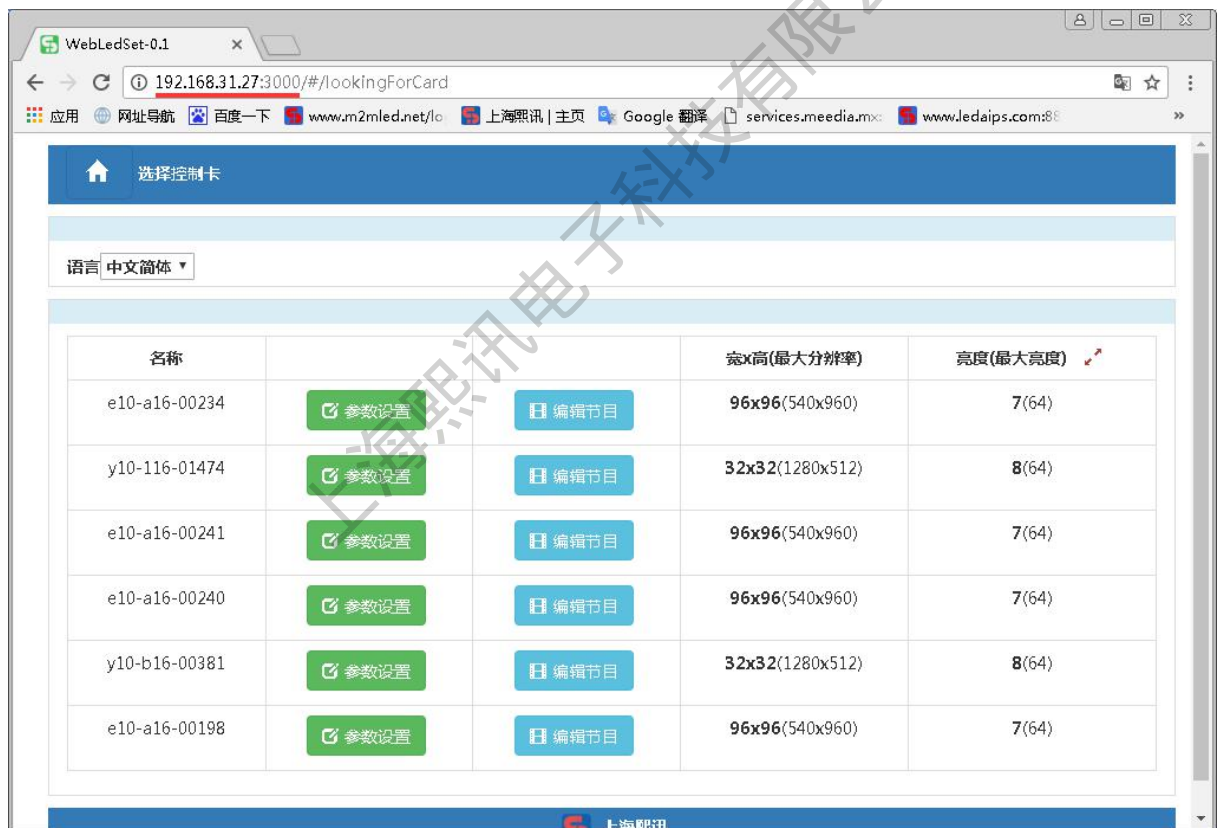 WebLedSet-0.1
192.168.31.27:3000/#/lookingForCard
应用 网址导航 百度一下 www.m2mled.net/lo 上海熙讯 | 主页 Google 翻译 services.meedia.mx: www.ledaips.com:88
选择控制卡
语言 中文简体
名称 宽x高(最大分辨率) 亮度(最大亮度)
e10-a16-00234 参数设置 编辑节目 96x96(540x960) 7(64)
y10-116-01474 参数设置 编辑节目 32x32(1280x512) 8(64)
e10-a16-00241 参数设置 编辑节目 96x96(540x960) 7(64)
e10-a16-00240 参数设置 编辑节目 96x96(540x960) 7(64)
y10-b16-00381 参数设置 编辑节目 32x32(1280x512) 8(64)
e10-a16-00198 参数设置 编辑节目 96x96(540x960) 7(64)
上海熙讯
上海熙讯电子科技有限